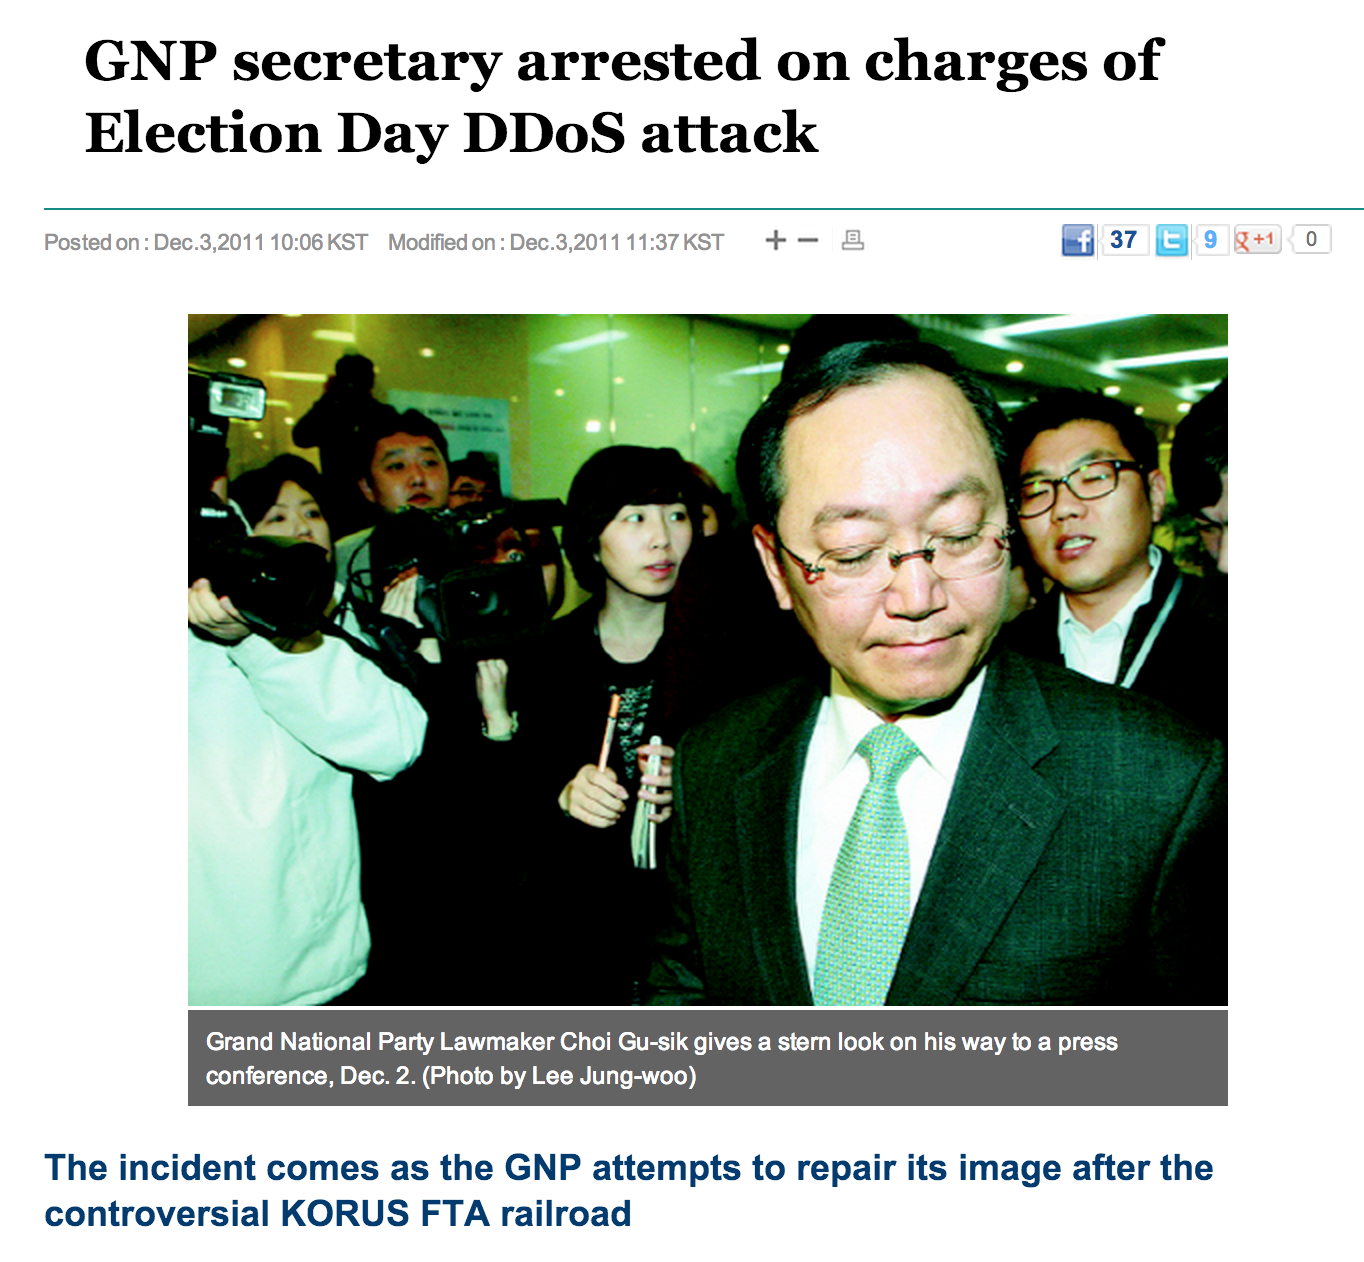 GNP secretary arrested on charges of
Election Day DDoS attack
Posted on : Dec.3,2011 10:06 KST Modified on : Dec.3,2011 11:37 KST
37 9 +1 0
Grand National Party Lawmaker Choi Gu-sik gives a stern look on his way to a press
conference, Dec. 2. (Photo by Lee Jung-woo)
The incident comes as the GNP attempts to repair its image after the
controversial KORUS FTA railroad